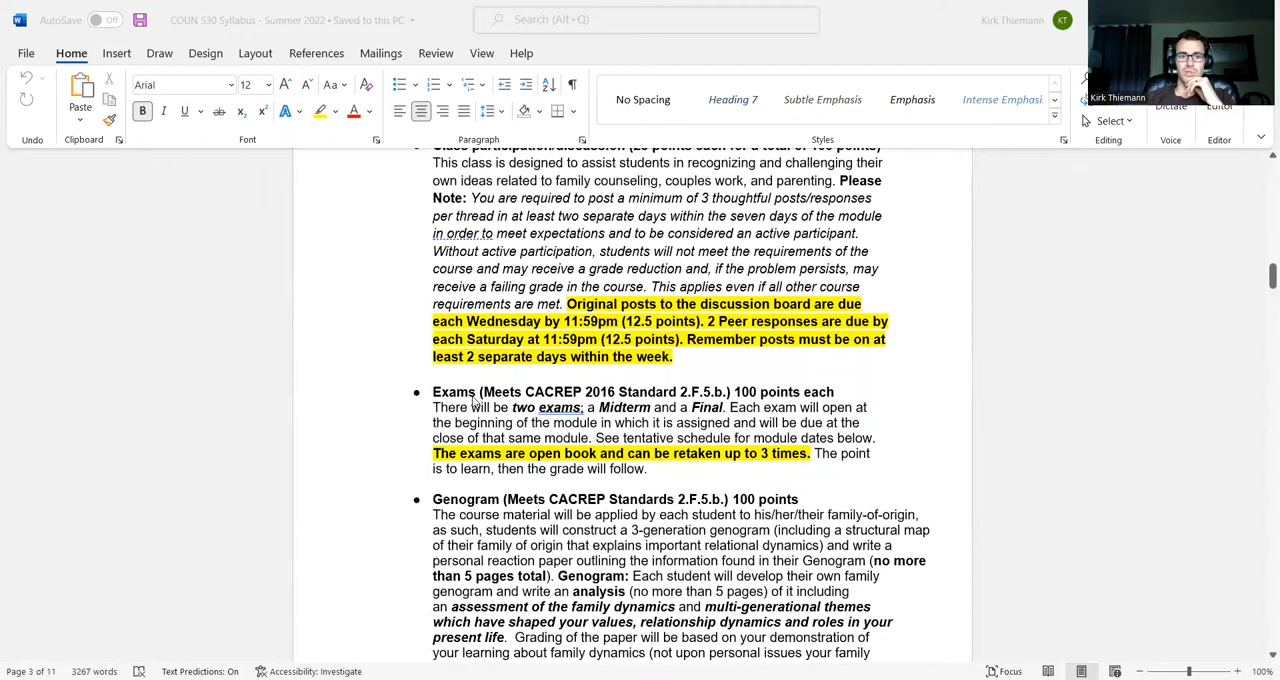 AutoSave Off COUN 530 Syllabus - Summer 2022 • Saved to this PC Search (Alt+Q) Kirk Thiemann KT
File Home Insert Draw Design Layout References Mailings Review View Help
Arial 12 Aa
Paste
B I U ab x₂ x² A A
No Spacing Heading 7 Subtle Emphasis Emphasis Intense Emphasi
Kirk Thiemann
Select Dictate Editor
Undo Clipboard Font Paragraph Styles Editing Voice Editor
Class participation/discussion (25 points each for a total of 100 points)
This class is designed to assist students in recognizing and challenging their
own ideas related to family counseling, couples work, and parenting. Please
Note: You are required to post a minimum of 3 thoughtful posts/responses
per thread in at least two separate days within the seven days of the module
in order to meet expectations and to be considered an active participant.
Without active participation, students will not meet the requirements of the
course and may receive a grade reduction and, if the problem persists, may
receive a failing grade in the course. This applies even if all other course
requirements are met. Original posts to the discussion board are due
each Wednesday by 11:59pm (12.5 points). 2 Peer responses are due by
each Saturday at 11:59pm (12.5 points). Remember posts must be on at
least 2 separate days within the week.
• Exams (Meets CACREP 2016 Standard 2.F.5.b.) 100 points each
There will be two exams; a Midterm and a Final. Each exam will open at
the beginning of the module in which it is assigned and will be due at the
close of that same module. See tentative schedule for module dates below.
The exams are open book and can be retaken up to 3 times. The point
is to learn, then the grade will follow.
• Genogram (Meets CACREP Standards 2.F.5.b.) 100 points
The course material will be applied by each student to his/her/their family-of-origin,
as such, students will construct a 3-generation genogram (including a structural map
of their family of origin that explains important relational dynamics) and write a
personal reaction paper outlining the information found in their Genogram (no more
than 5 pages total). Genogram: Each student will develop their own family
genogram and write an analysis (no more than 5 pages) of it including
an assessment of the family dynamics and multi-generational themes
which have shaped your values, relationship dynamics and roles in your
present life. Grading of the paper will be based on your demonstration of
your learning about family dynamics (not upon personal issues your family
Page 3 of 11 3267 words Text Predictions: On Accessibility: Investigate Focus 100%